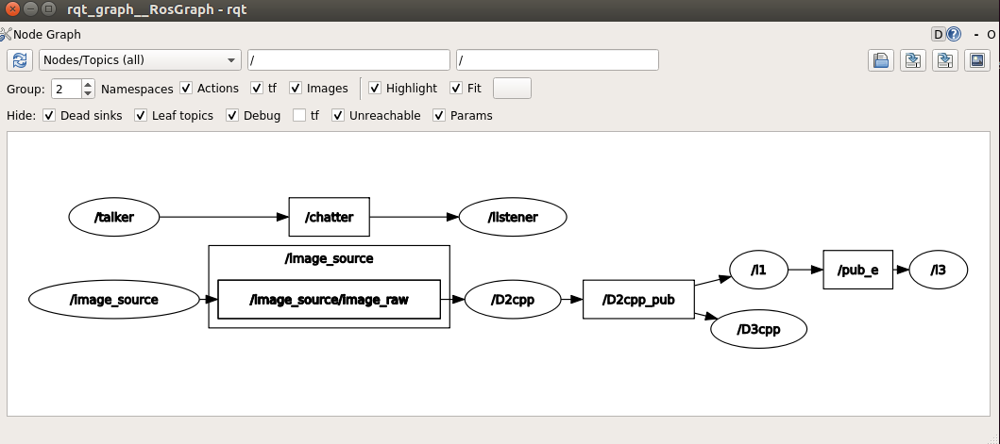 rqt_graph__RosGraph - rqt
Node Graph
D ? - O
Nodes/Topics (all) / /
Group: 2 Namespaces Actions tf Images Highlight Fit
Hide: Dead sinks Leaf topics Debug tf Unreachable Params
/talker /chatter /listener
/image_source
/image_source /image_source/image_raw /D2cpp /D2cpp_pub
/l1 /pub_e /l3
/D3cpp